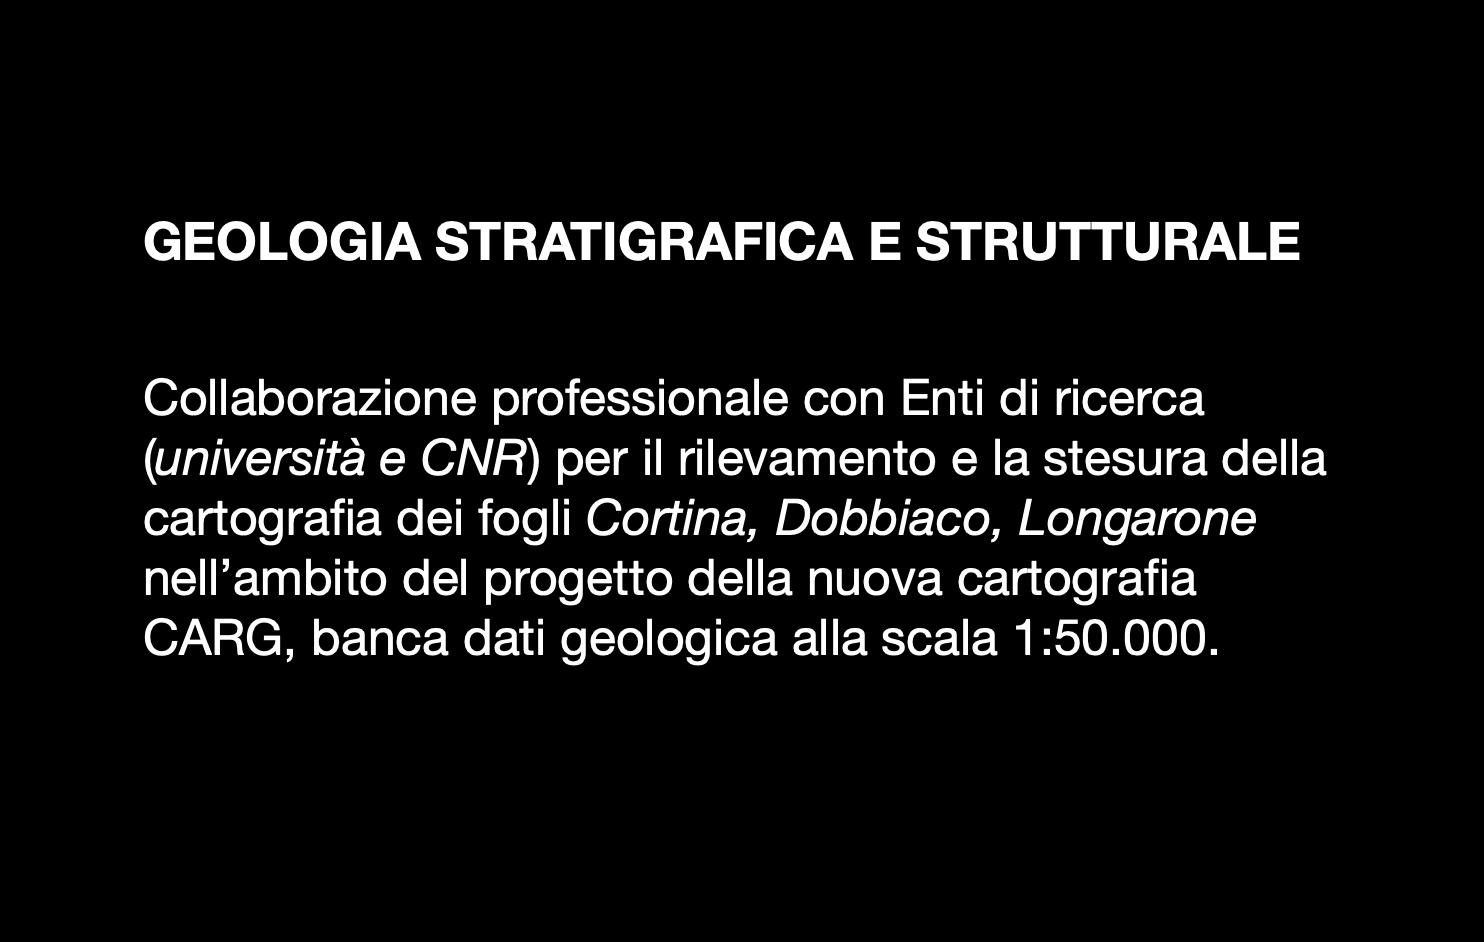 GEOLOGIA STRATIGRAFICA E STRUTTURALE
Collaborazione professionale con Enti di ricerca
(università e CNR) per il rilevamento e la stesura della
cartografia dei fogli Cortina, Dobbiaco, Longarone
nell’ambito del progetto della nuova cartografia
CARG, banca dati geologica alla scala 1:50.000.